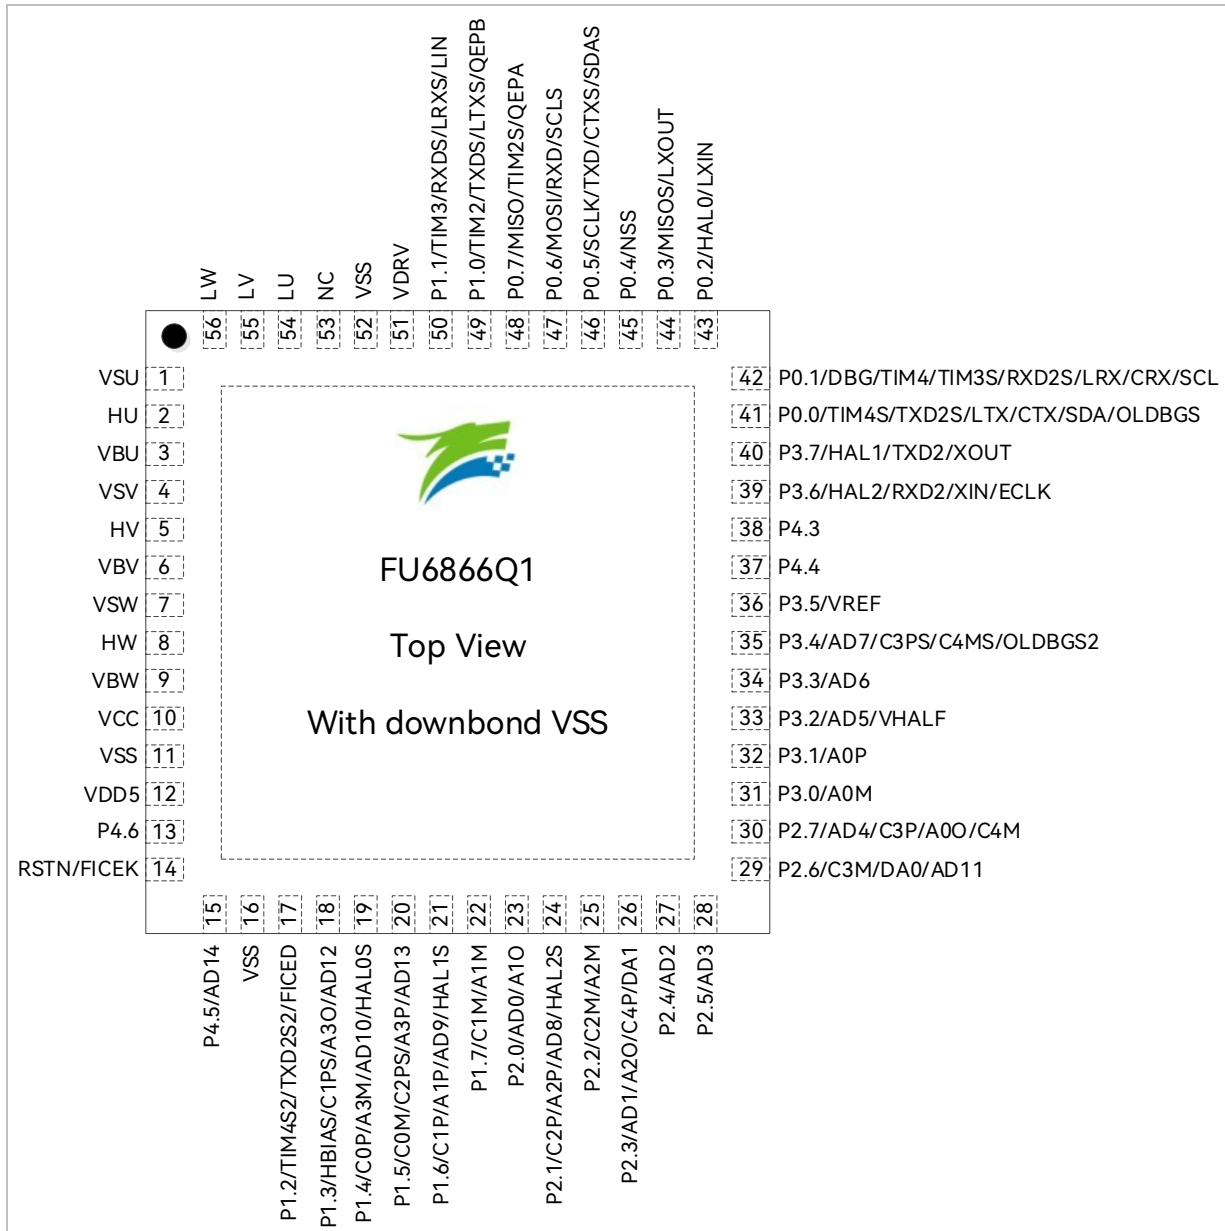 LW
LV
LU
NC
VSS
VDRV
P1.1/TIM3/RXDS/LRXS/LIN
P1.0/TIM2/TXDS/LTXS/QEPB
P0.7/MISO/TIM2S/QEPA
P0.6/MOSI/RXD/SCLS
P0.5/SCLK/TXD/CTXS/SDAS
P0.4/NSS
P0.3/MISOS/LXOUT
P0.2/HAL0/LXIN
56 55 54 53 52 51 50 49 48 47 46 45 44 43
VSU 1
HU 2
VBU 3
VSV 4
HV 5
VBV 6
VSW 7
HW 8
VBW 9
VCC 10
VSS 11
VDD5 12
P4.6 13
RSTN/FICEK 14
FU6866Q1
Top View
With downbond VSS
42 P0.1/DBG/TIM4/TIM3S/RXD2S/LRX/CRX/SCL
41 P0.0/TIM4S/TXD2S/LTX/CTX/SDA/OLDBGS
40 P3.7/HAL1/TXD2/XOUT
39 P3.6/HAL2/RXD2/XIN/ECLK
38 P4.3
37 P4.4
36 P3.5/VREF
35 P3.4/AD7/C3PS/C4MS/OLDBGS2
34 P3.3/AD6
33 P3.2/AD5/VHALF
32 P3.1/A0P
31 P3.0/A0M
30 P2.7/AD4/C3P/A0O/C4M
29 P2.6/C3M/DA0/AD11
15 16 17 18 19 20 21 22 23 24 25 26 27 28
P4.5/AD14
VSS
P1.2/TIM4S2/TXD2S2/FICED
P1.3/HBIAS/C1PS/A3O/AD12
P1.4/C0P/A3M/AD10/HAL0S
P1.5/C0M/C2PS/A3P/AD13
P1.6/C1P/A1P/AD9/HAL1S
P1.7/C1M/A1M
P2.0/AD0/A1O
P2.1/C2P/A2P/AD8/HAL2S
P2.2/C2M/A2M
P2.3/AD1/A2O/C4P/DA1
P2.4/AD2
P2.5/AD3